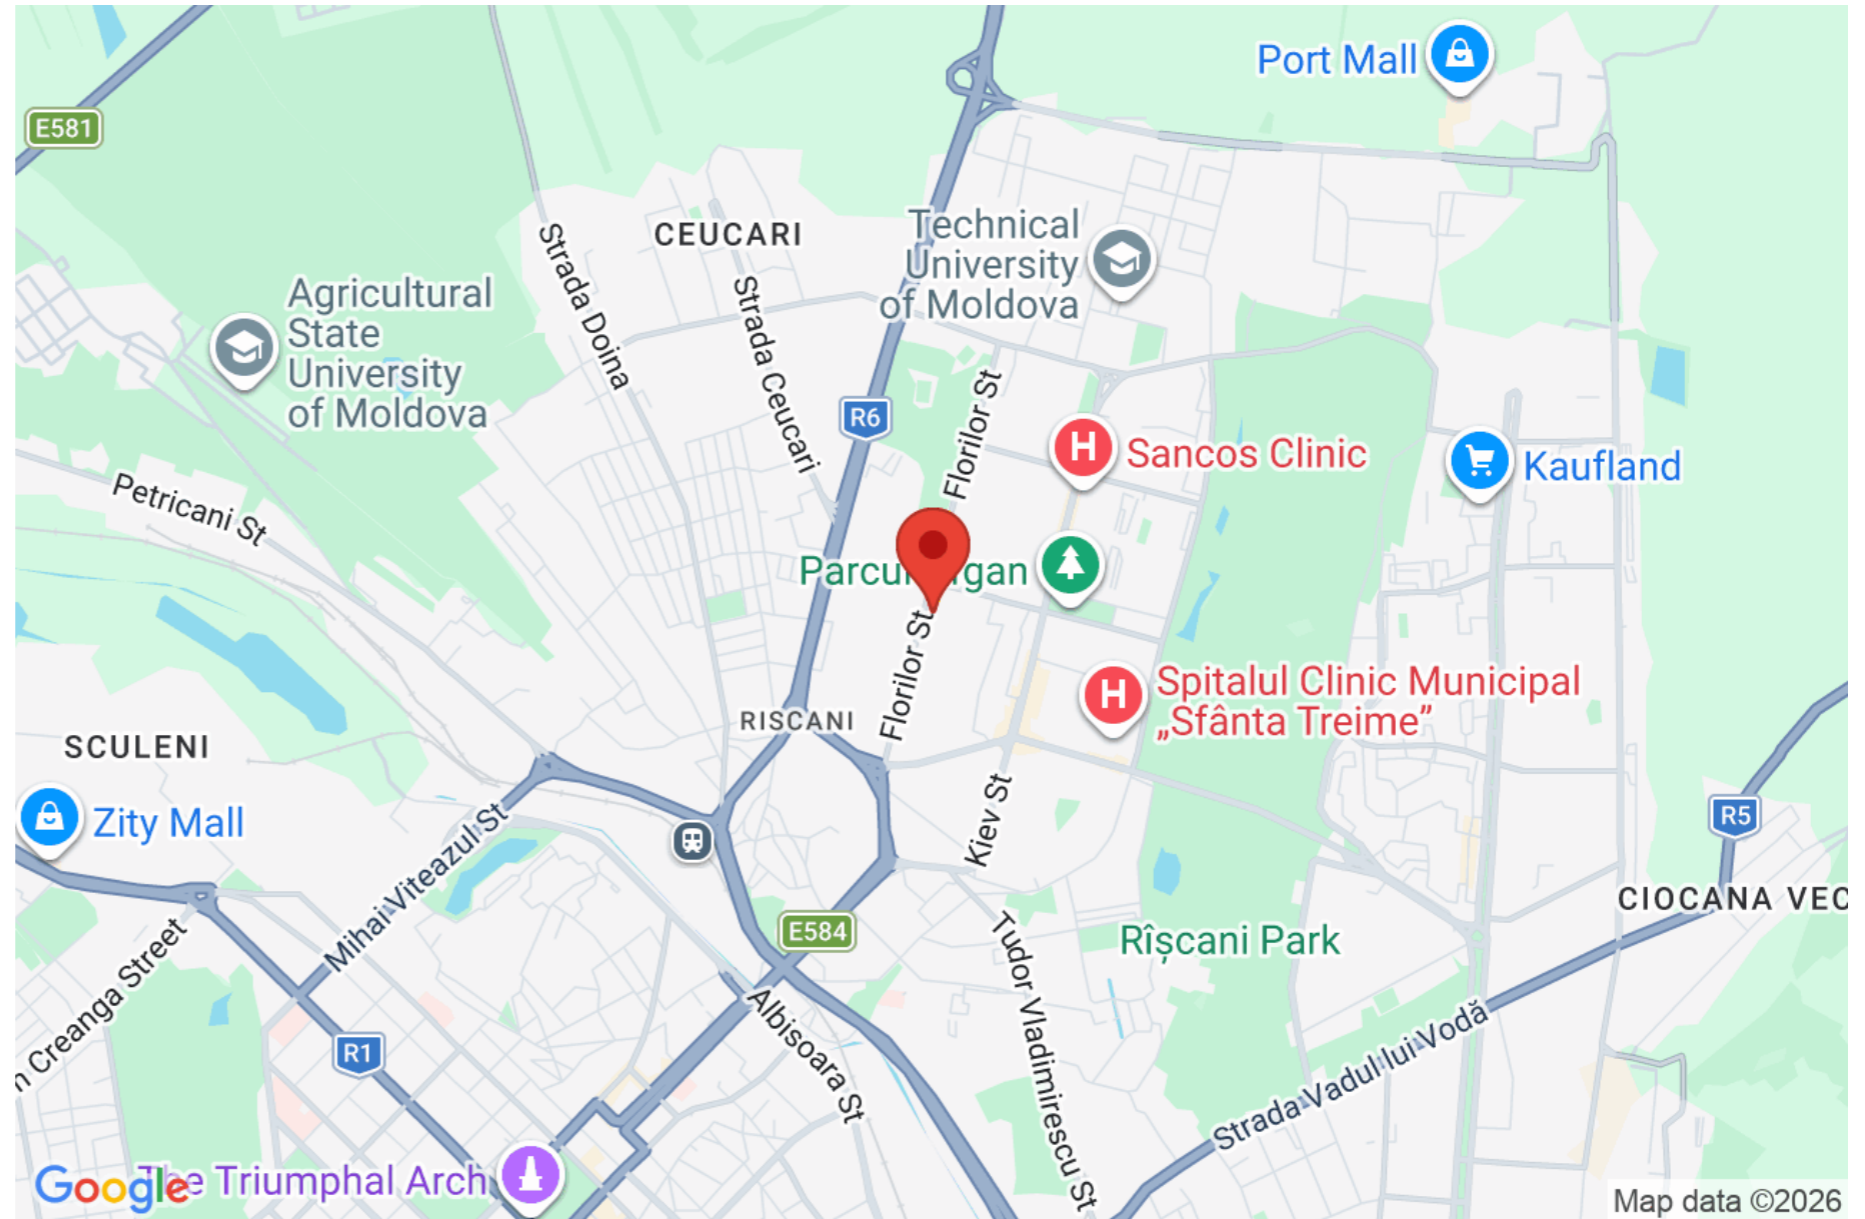 Port Mall
E581
Technical
University
of Moldova
CEUCARI
Strada Doina
Agricultural
State
University
of Moldova
Strada Ceucari
Florilor St
R6
Sancos Clinic
Kaufland
Petricani St
Florilor St
Spitalul Clinic Municipal
„Sfânta Treime”
RISCANI
SCULENI
Zity Mall
Mihai Viteazul St
Kiev St
R5
CIOCANA VEC
E584
Rîșcani Park
Tudor Vladimirescu St
Creanga Street
Albisoara St
R1
Strada Vadul lui Vodă
Google
The Triumphal Arch
Map data ©2026